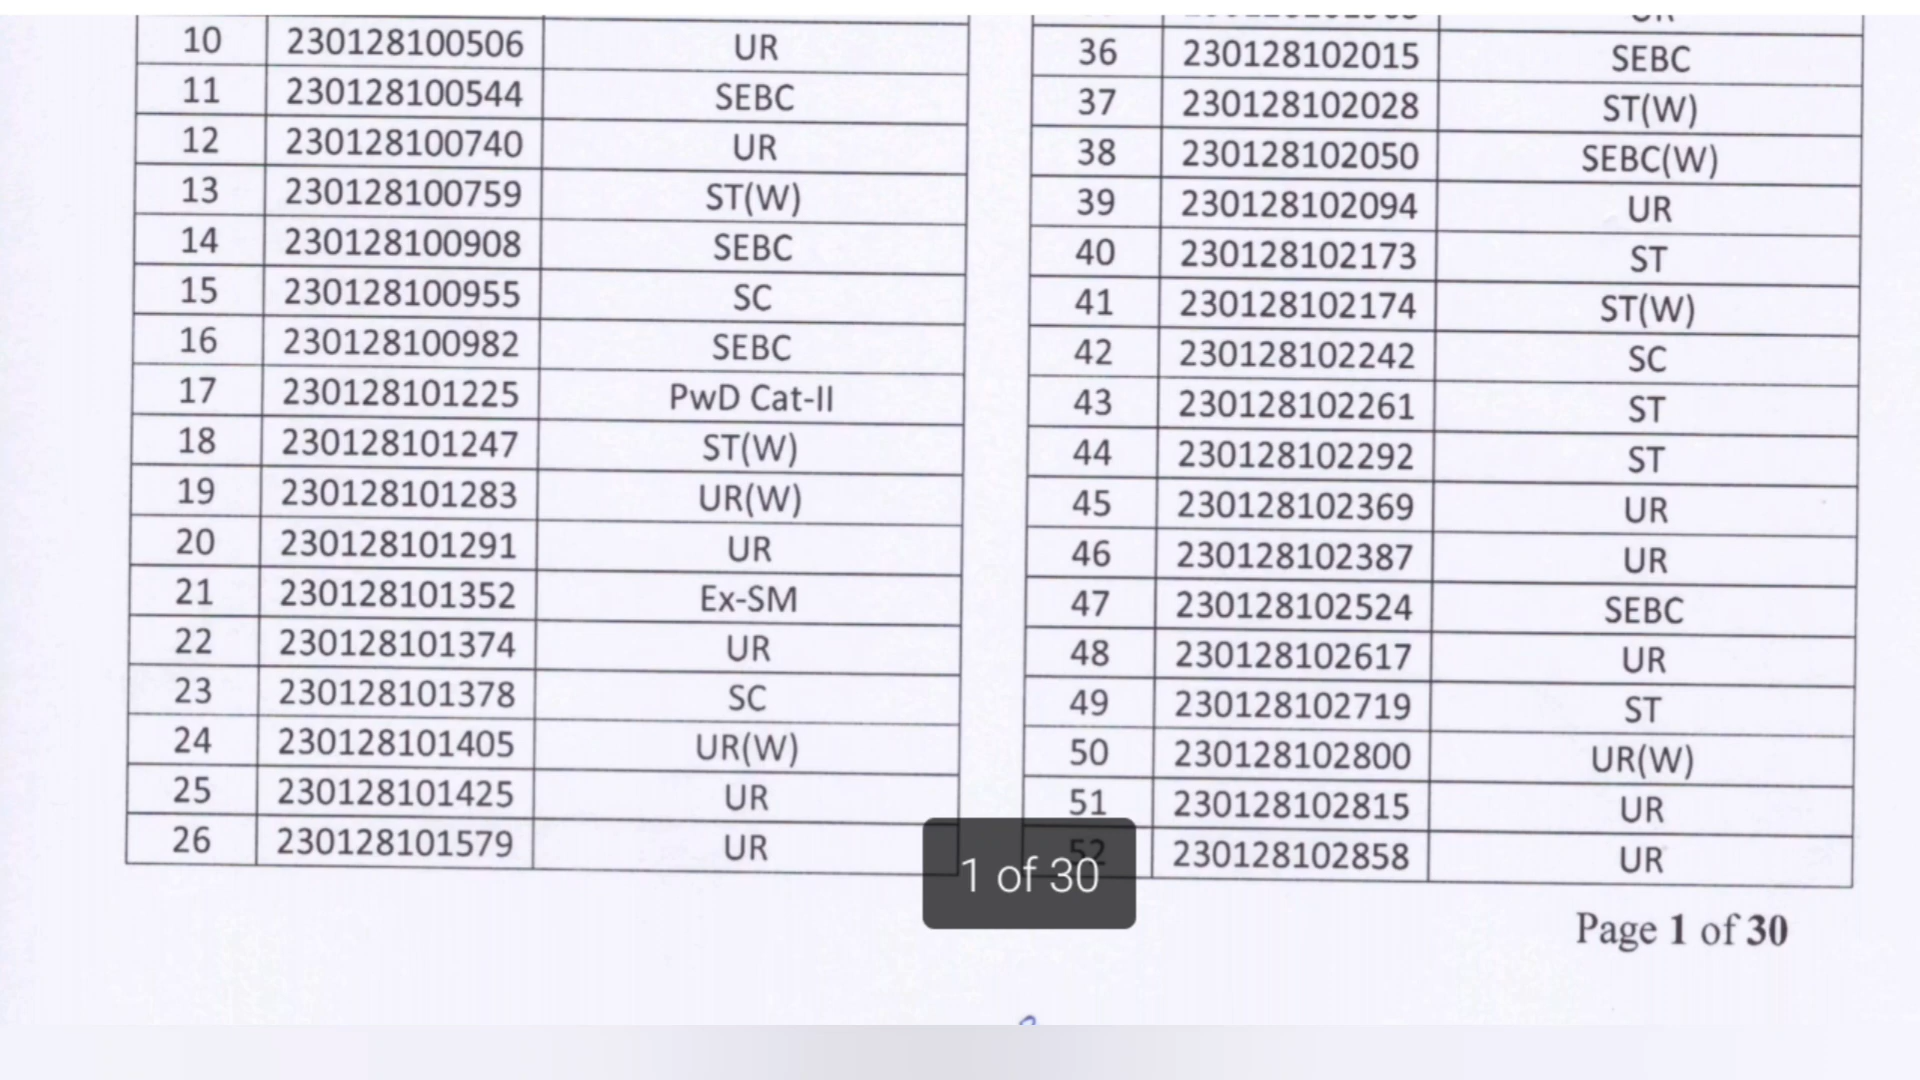 10 230128100506 UR
11 230128100544 SEBC
12 230128100740 UR
13 230128100759 ST(W)
14 230128100908 SEBC
15 230128100955 SC
16 230128100982 SEBC
17 230128101225 PwD Cat-II
18 230128101247 ST(W)
19 230128101283 UR(W)
20 230128101291 UR
21 230128101352 Ex-SM
22 230128101374 UR
23 230128101378 SC
24 230128101405 UR(W)
25 230128101425 UR
26 230128101579 UR
36 230128102015 SEBC
37 230128102028 ST(W)
38 230128102050 SEBC(W)
39 230128102094 UR
40 230128102173 ST
41 230128102174 ST(W)
42 230128102242 SC
43 230128102261 ST
44 230128102292 ST
45 230128102369 UR
46 230128102387 UR
47 230128102524 SEBC
48 230128102617 UR
49 230128102719 ST
50 230128102800 UR(W)
51 230128102815 UR
52 230128102858 UR
1 of 30
Page 1 of 30